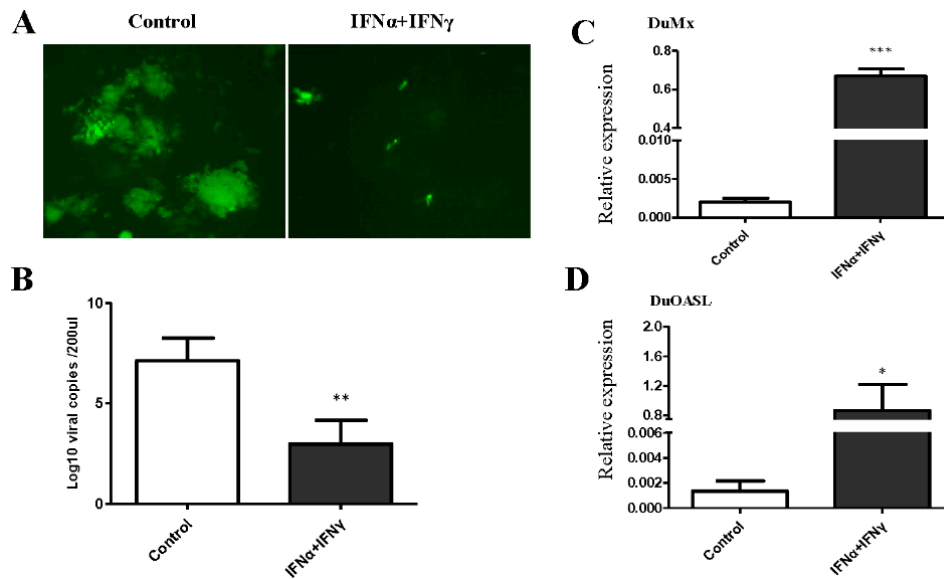 A
Control
IFNα+IFNγ
B
Log10 viral copies /200ul
10
5
0
**
Control
IFNα+IFNγ
C
DuMx
Relative expression
0.8
0.6
0.4
0.010
0.005
0.000
***
Control
IFNα+IFNγ
D
DuOASL
Relative expression
2.0
1.6
1.2
0.8
0.006
0.004
0.002
0.000
*
Control
IFNα+IFNγ